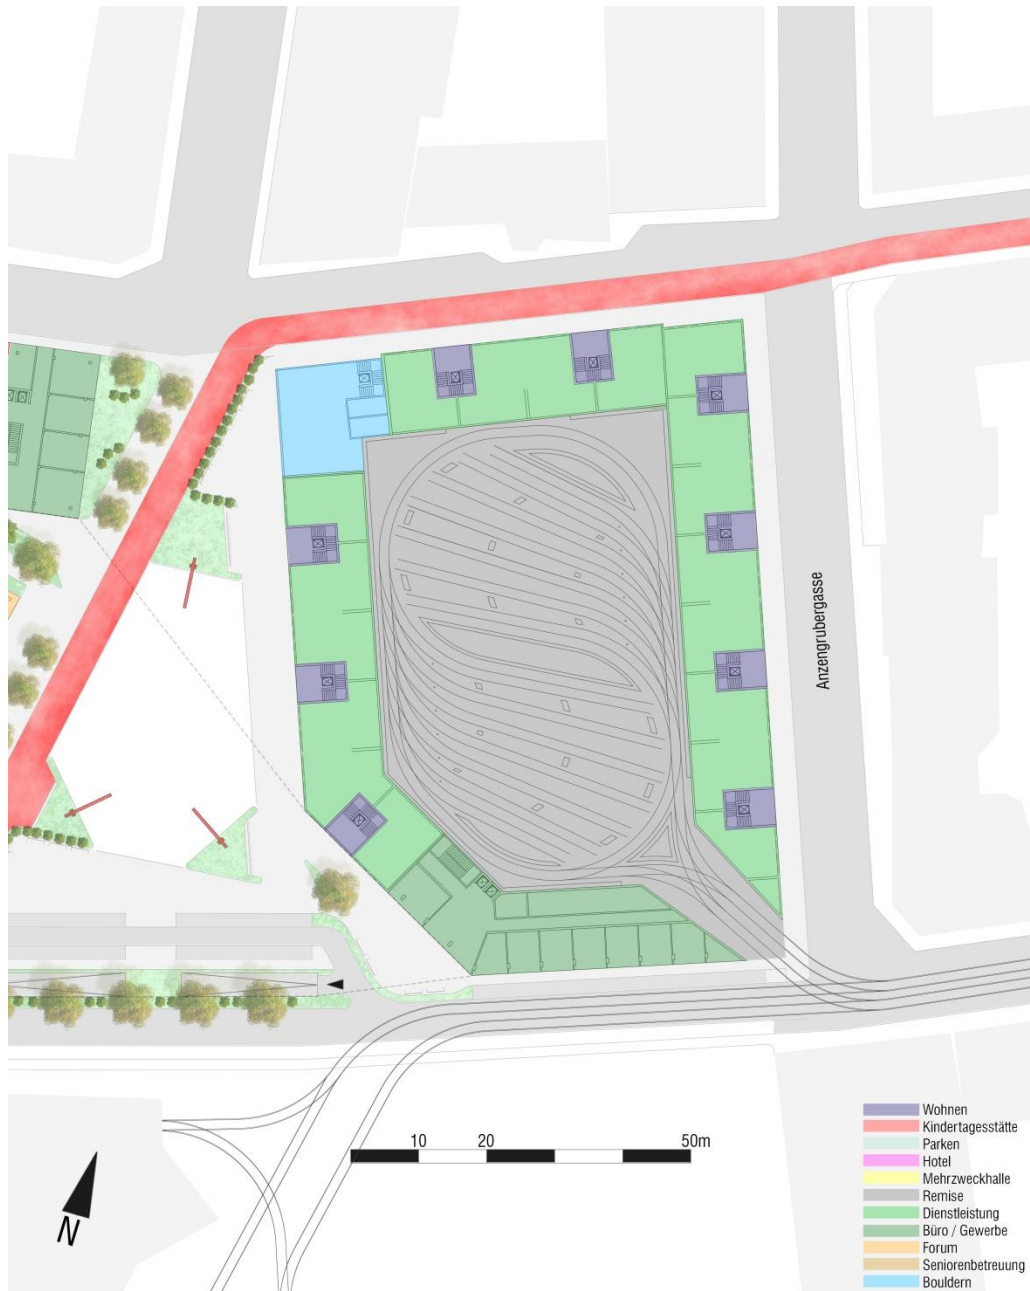 Anzengrubergasse
10 20 50m
N
Wohnen
Kindertagesstätte
Parken
Hotel
Mehrzweckhalle
Remise
Dienstleistung
Büro / Gewerbe
Forum
Seniorenbetreuung
Bouldern